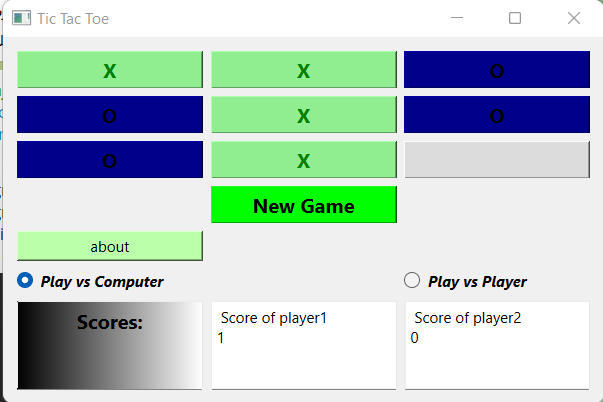 Tic Tac Toe
X X O
O X O
O X
New Game
about
Play vs Computer Play vs Player
Scores: Score of player1 Score of player2
1 0